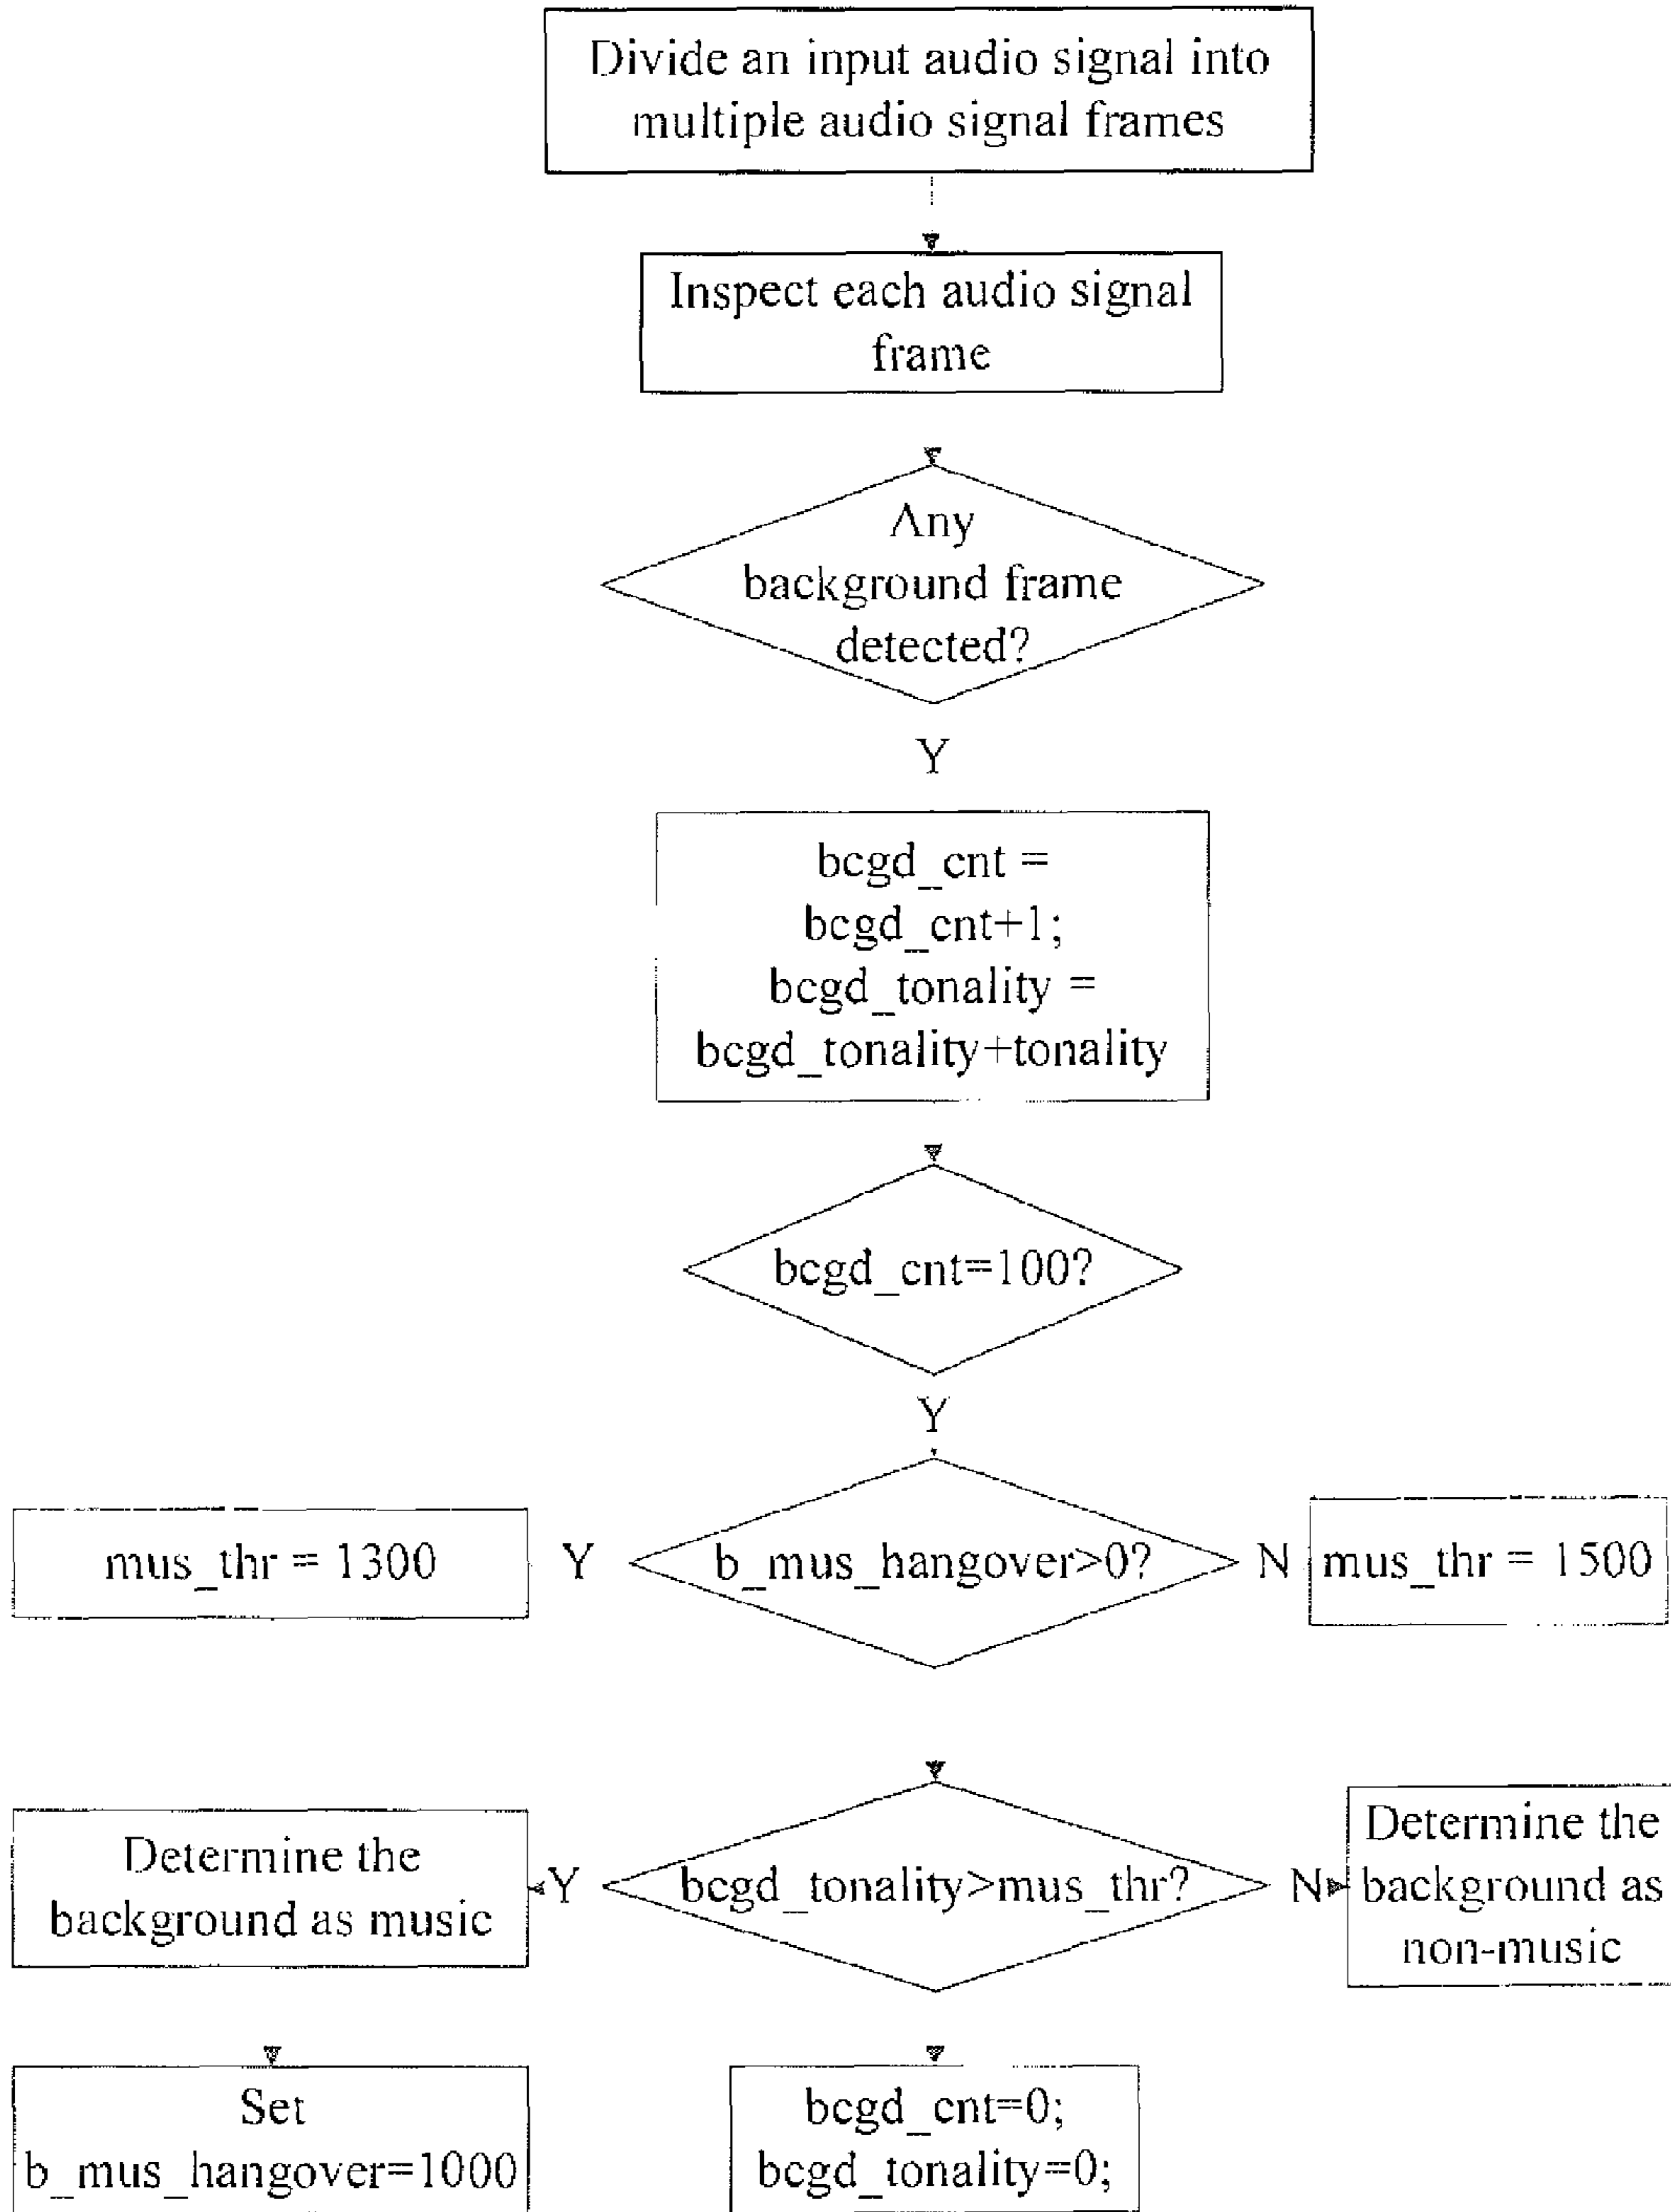 Divide an input audio signal into
multiple audio signal frames
Inspect each audio signal
frame
Any
background frame
detected?
Y
bcgd_cnt =
bcgd_cnt+1;
bcgd_tonality =
bcgd_tonality+tonality
bcgd_cnt=100?
Y
mus_thr = 1300
Y
b_mus_hangover>0?
N
mus_thr = 1500
Determine the
background as music
Y
bcgd_tonality>mus_thr?
N
Determine the
background as
non-music
Set
b_mus_hangover=1000
bcgd_cnt=0;
bcgd_tonality=0;